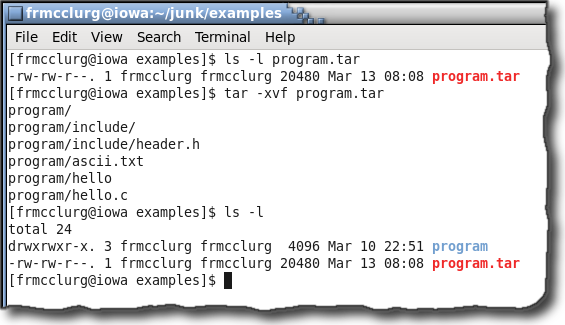 frmcclurg@iowa:~/junk/examples
File Edit View Search Terminal Help
[frmcclurg@iowa examples]$ ls -l program.tar
-rw-rw-r--. 1 frmcclurg frmcclurg 20480 Mar 13 08:08 program.tar
[frmcclurg@iowa examples]$ tar -xvf program.tar
program/
program/include/
program/include/header.h
program/ascii.txt
program/hello
program/hello.c
[frmcclurg@iowa examples]$ ls -l
total 24
drwxrwxr-x. 3 frmcclurg frmcclurg  4096 Mar 10 22:51 program
-rw-rw-r--. 1 frmcclurg frmcclurg 20480 Mar 13 08:08 program.tar
[frmcclurg@iowa examples]$